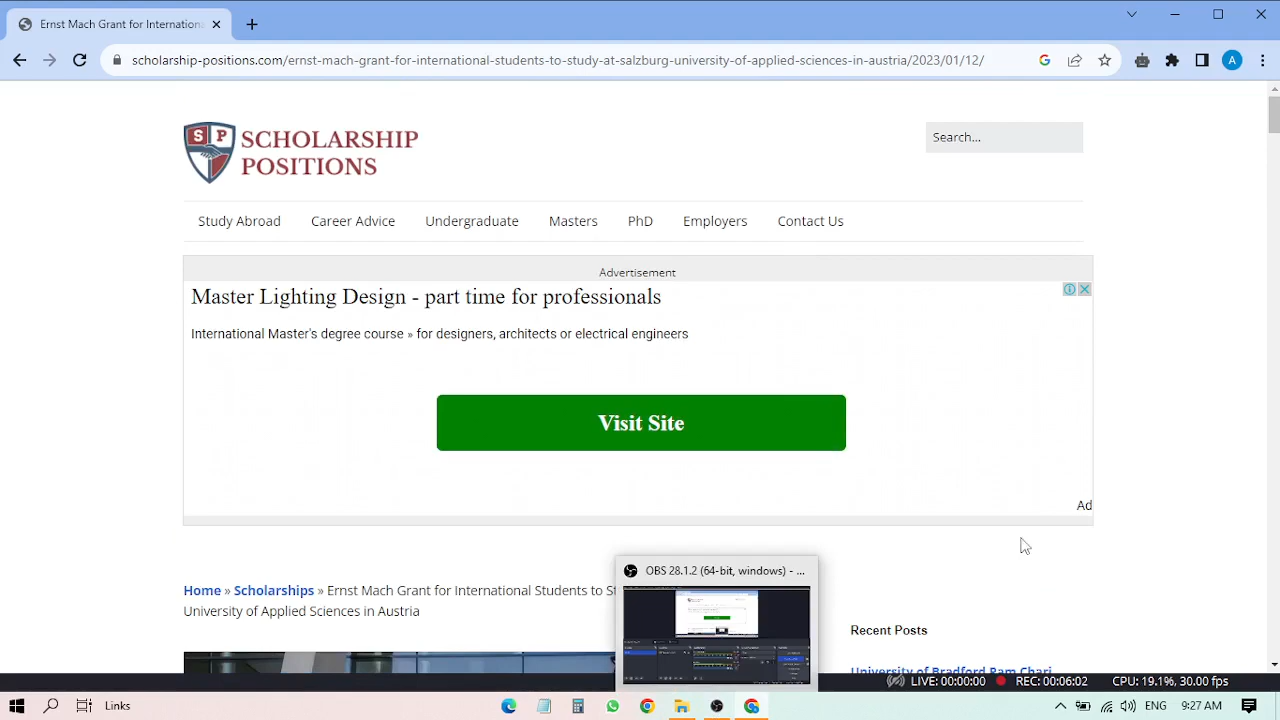 Ernst Mach Grant for Internation
scholarship-positions.com/ernst-mach-grant-for-international-students-to-study-at-salzburg-university-of-applied-sciences-in-austria/2023/01/12/
A
S P
SCHOLARSHIP
POSITIONS
Search...
Study Abroad Career Advice Undergraduate Masters PhD Employers Contact Us
Advertisement
Master Lighting Design - part time for professionals
International Master's degree course » for designers, architects or electrical engineers
Visit Site
Ad
OBS 28.1.2 (64-bit, windows) - ...
Home » Scholarships » Ernst Mach Grant for International Students to St
University of Applied Sciences in Austria
Recent Posts
University of Bradford Ram Chan
LIVE: 00:00:00 REC: 00:00:02 CPU: 19.1%, 30
Links
ENG 9:27 AM